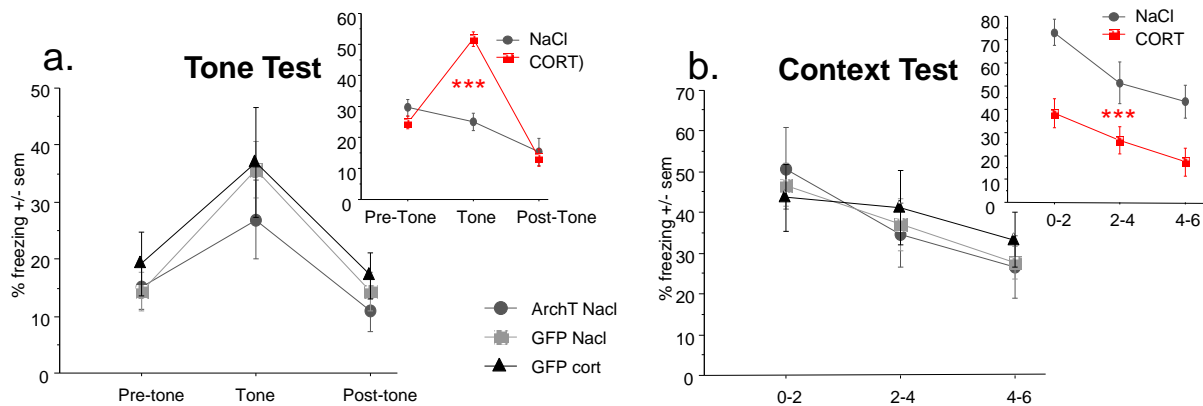 a.
Tone Test
% freezing +/- sem
50
40
30
20
10
0
Pre-tone
Tone
Post-tone
60
50
40
30
20
10
0
Pre-Tone
Tone
Post-Tone
NaCl
CORT)
***
ArchT Nacl
GFP Nacl
GFP cort
b.
Context Test
% freezing +/- sem
70
60
50
40
30
20
10
0
0-2
2-4
4-6
80
70
60
50
40
30
20
10
0
0-2
2-4
4-6
NaCl
CORT
***